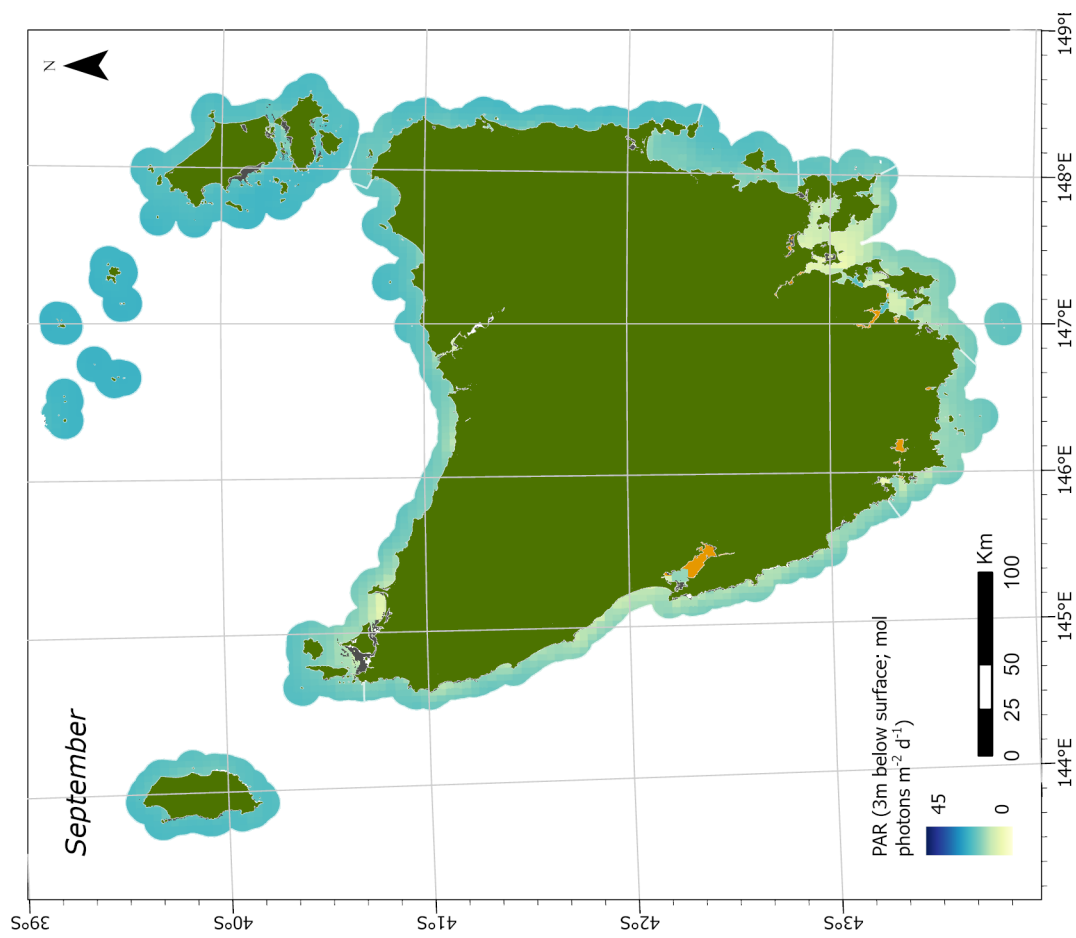 September
N
39°S
40°S
41°S
42°S
43°S
144°E
145°E
146°E
147°E
148°E
149°E
PAR (3m below surface; mol
photons m⁻² d⁻¹)
45
0
0 25 50 100
Km